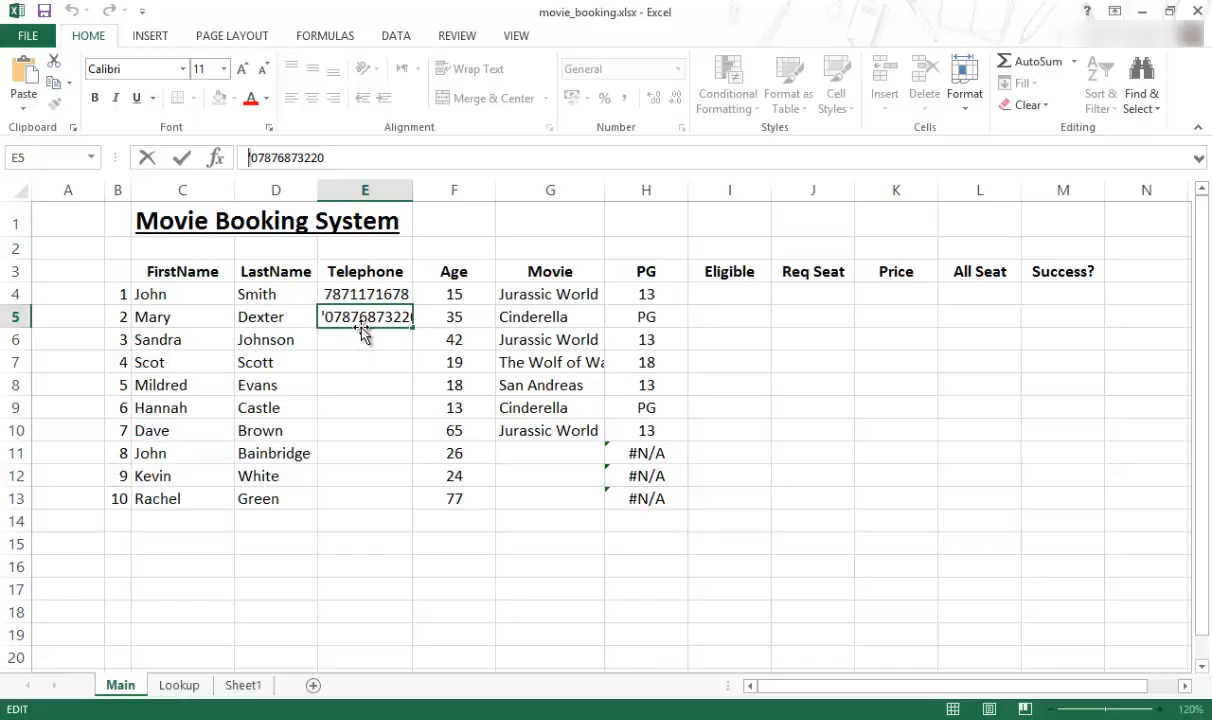 movie_booking.xlsx - Excel
FILE HOME INSERT PAGE LAYOUT FORMULAS DATA REVIEW VIEW
Paste
Calibri 11
B I U A
Wrap Text
Merge & Center
General
%
Conditional Formatting
Format as Table
Cell Styles
Insert Delete Format
AutoSum
Fill
Clear
Sort & Filter
Find & Select
Clipboard Font Alignment Number Styles Cells Editing
E5 fx '07876873220
A B C D E F G H I J K L M N
1 Movie Booking System
2
3 FirstName LastName Telephone Age Movie PG Eligible Req Seat Price All Seat Success?
4 1 John Smith 7871171678 15 Jurassic World 13
5 2 Mary Dexter '07876873220 35 Cinderella PG
6 3 Sandra Johnson 42 Jurassic World 13
7 4 Scot Scott 19 The Wolf of Wa 18
8 5 Mildred Evans 18 San Andreas 13
9 6 Hannah Castle 13 Cinderella PG
10 7 Dave Brown 65 Jurassic World 13
11 8 John Bainbridge 26 #N/A
12 9 Kevin White 24 #N/A
13 10 Rachel Green 77 #N/A
14
15
16
17
18
19
20
Main Lookup Sheet1
EDIT 120%